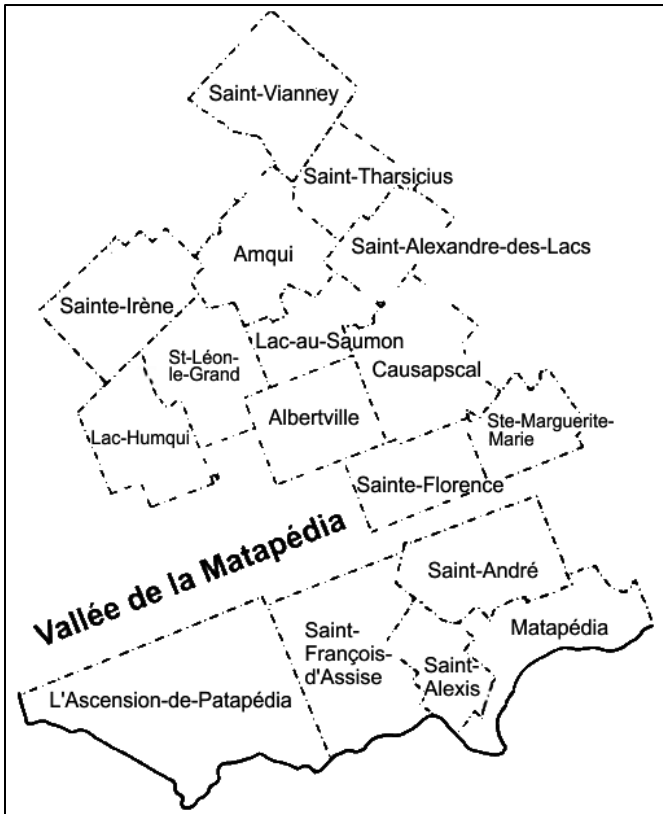 Saint-Vianney
Saint-Tharsicius
Saint-Alexandre-des-Lacs
Amqui
Sainte-Irène
Lac-au-Saumon
St-Léon-
le-Grand
Causapscal
Albertville
Ste-Marguerite-
Marie
Lac-Humqui
Sainte-Florence
Vallée de la Matapédia
Saint-André
Matapédia
Saint-
François-
d'Assise
Saint-
Alexis
L'Ascension-de-Patapédia